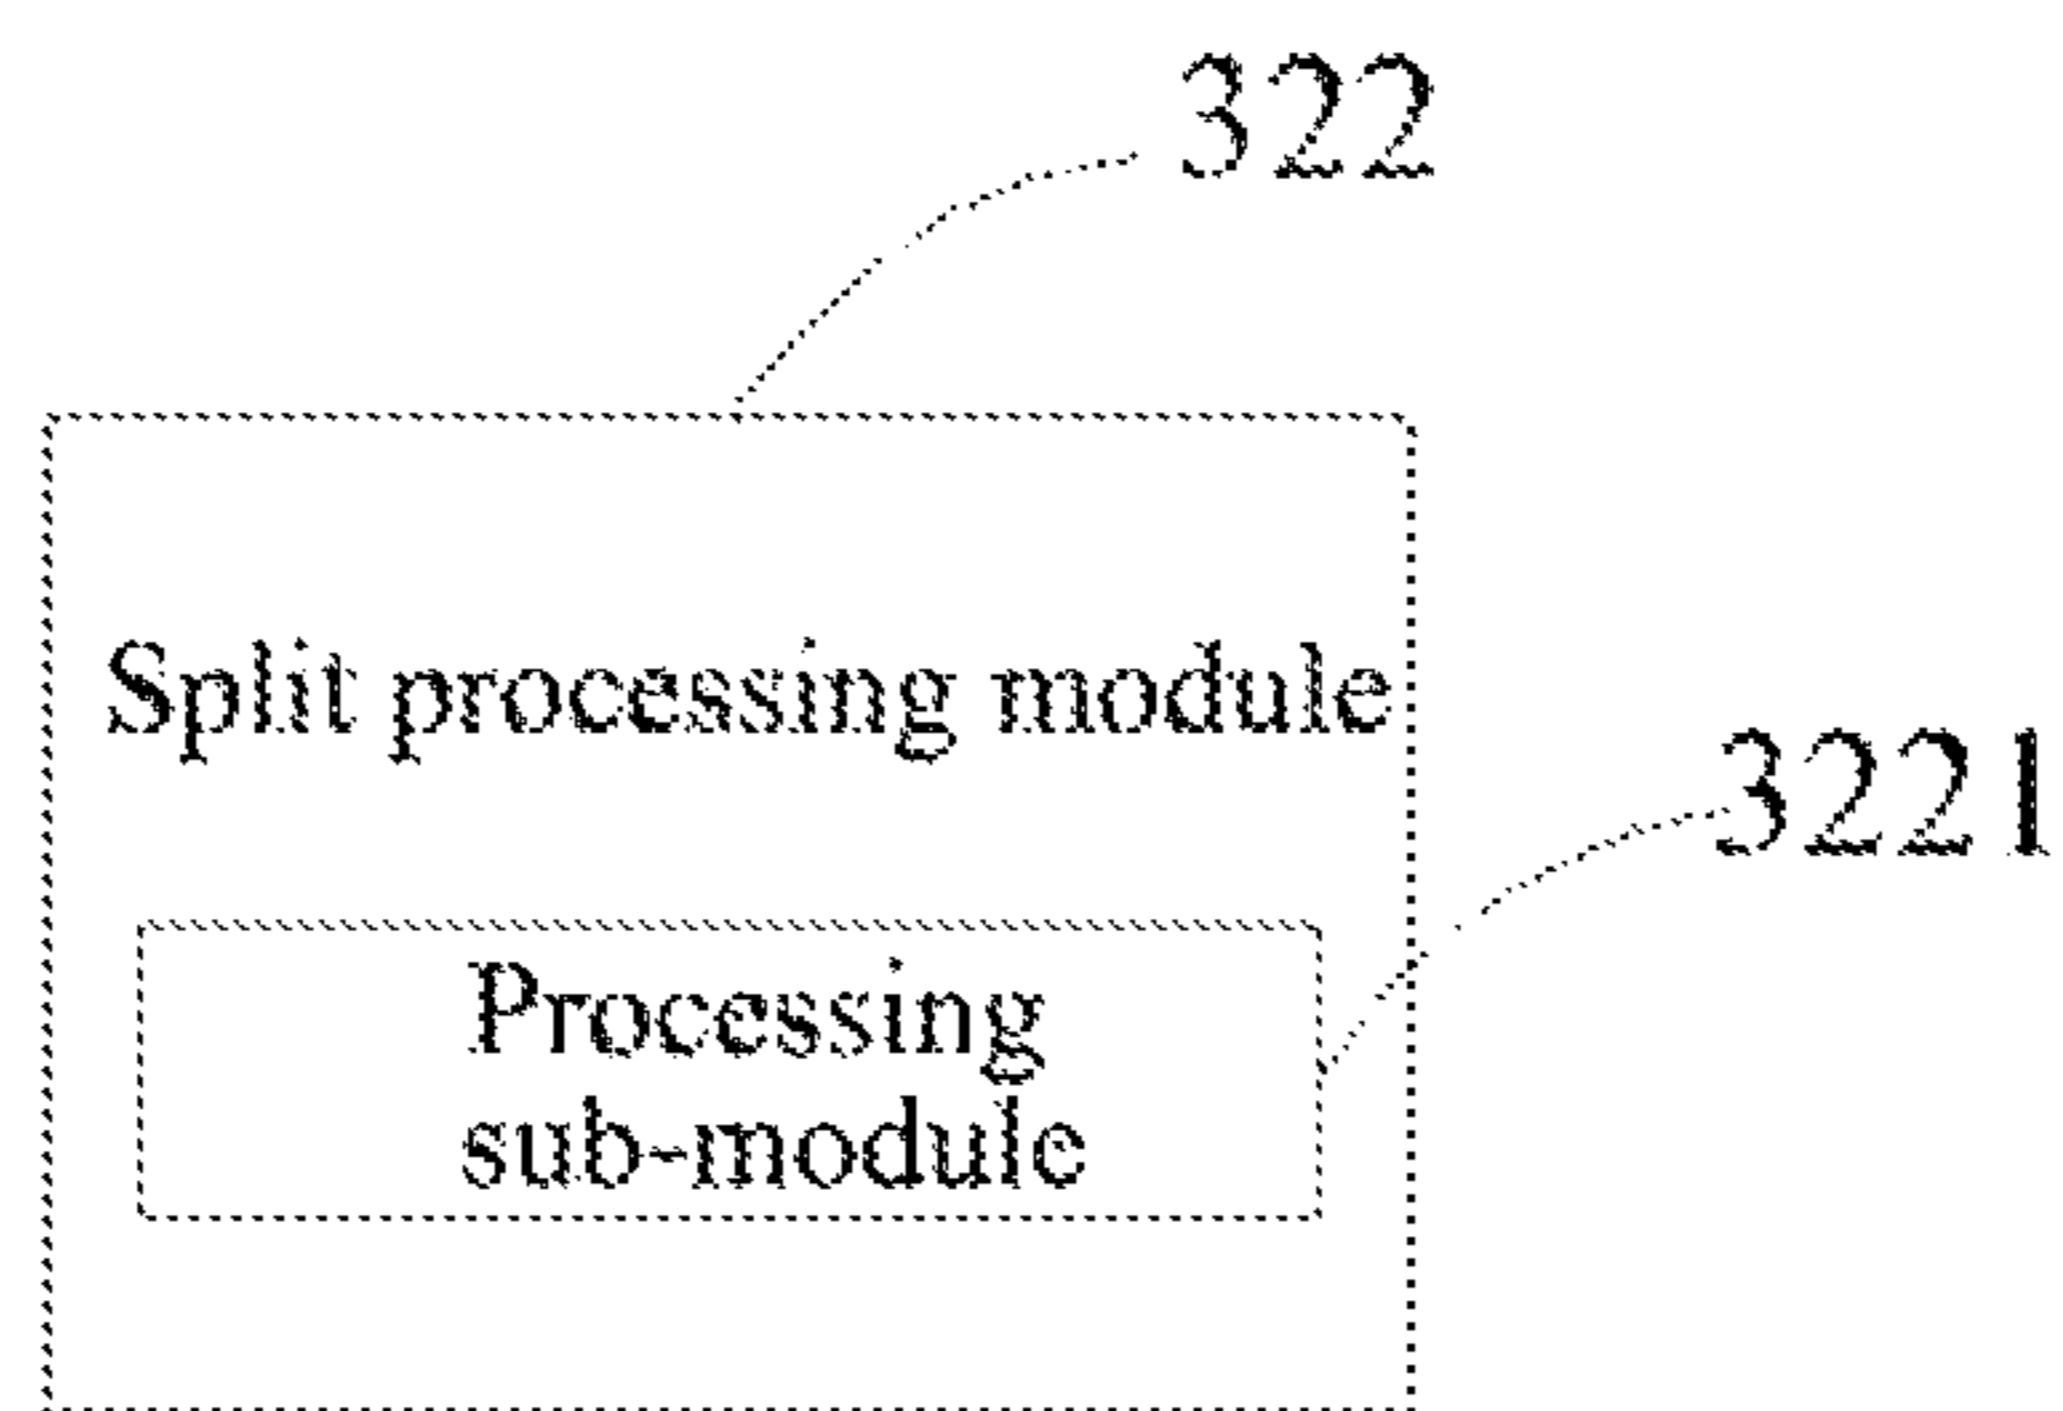 322
Split processing module
3221
Processing
sub-module